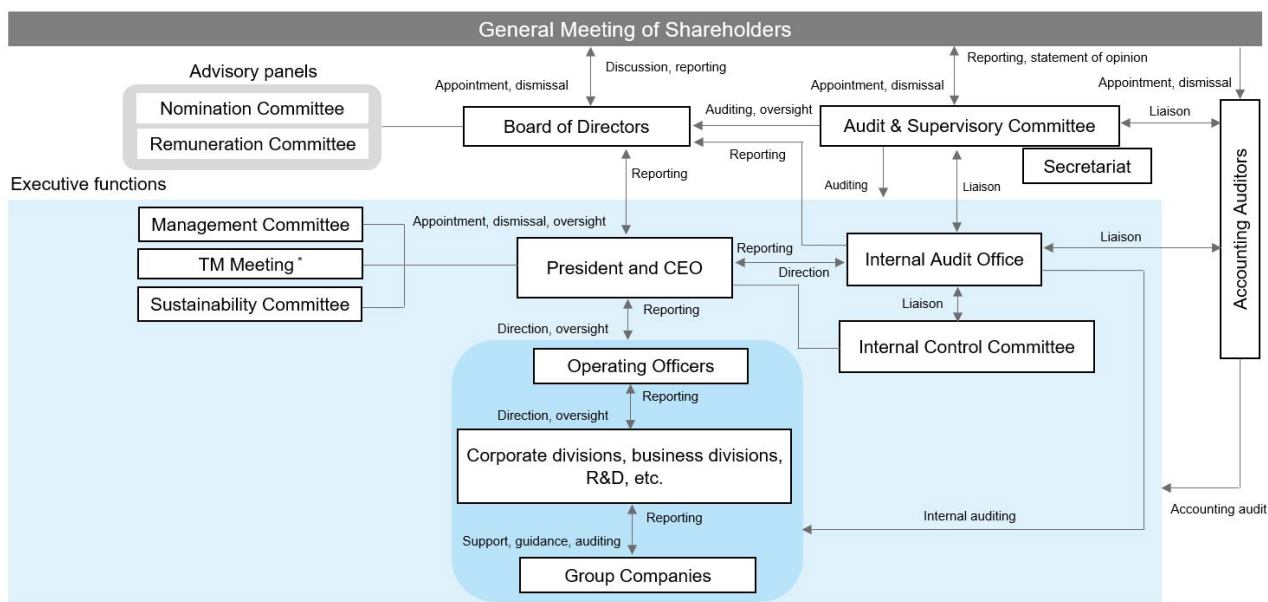 General Meeting of Shareholders
Advisory panels
Nomination Committee
Remuneration Committee
Appointment, dismissal
Discussion, reporting
Appointment, dismissal
Reporting, statement of opinion
Appointment, dismissal
Board of Directors
Auditing, oversight
Audit & Supervisory Committee
Liaison
Secretariat
Reporting
Reporting
Auditing
Liaison
Accounting Auditors
Executive functions
Management Committee
TM Meeting *
Sustainability Committee
Appointment, dismissal, oversight
President and CEO
Reporting
Direction
Internal Audit Office
Liaison
Liaison
Internal Control Committee
Reporting
Direction, oversight
Operating Officers
Reporting
Direction, oversight
Corporate divisions, business divisions,
R&D, etc.
Reporting
Support, guidance, auditing
Group Companies
Internal auditing
Accounting audit